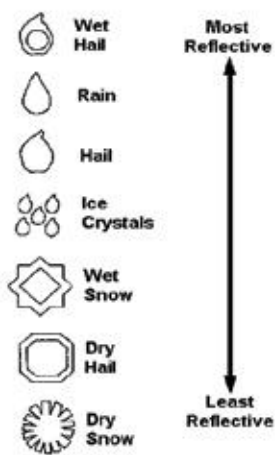 Wet
Hail
Most
Reflective
Rain
Hail
Ice
Crystals
Wet
Snow
Dry
Hail
Dry
Snow
Least
Reflective